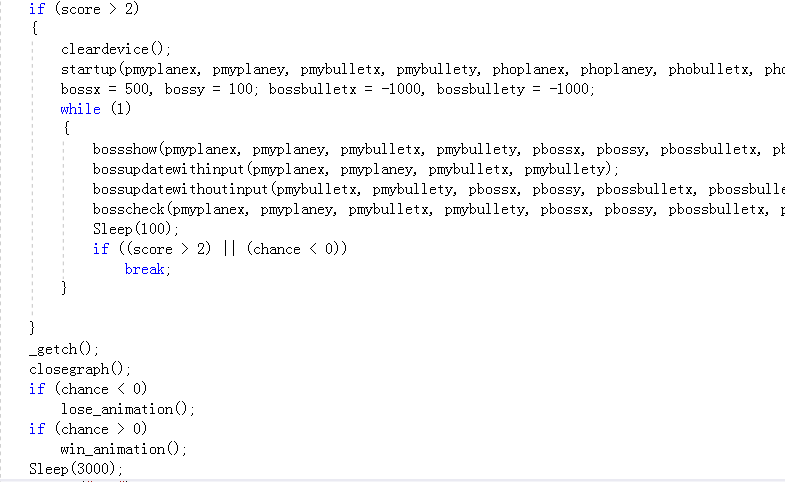 if (score > 2)
{
cleardevice();
startup(pmyplanex, pmyplaney, pmybulletx, pmybullety, phoplanex, phoplaney, phobulletx, pho
bossx = 500, bossy = 100; bossbulletx = -1000, bossbullety = -1000;
while (1)
{
bossshow(pmyplanex, pmyplaney, pmybulletx, pmybullety, pbossx, pbossy, pbossbulletx, pb
bossupdatewithinput(pmyplanex, pmyplaney, pmybulletx, pmybullety);
bossupdatewithoutinput(pmybulletx, pmybullety, pbossx, pbossy, pbossbulletx, pbossbulle
bosscheck(pmyplanex, pmyplaney, pmybulletx, pmybullety, pbossx, pbossy, pbossbulletx, p
Sleep(100);
if ((score > 2) || (chance < 0))
break;
}
}
_getch();
closegraph();
if (chance < 0)
lose_animation();
if (chance > 0)
win_animation();
Sleep(3000);